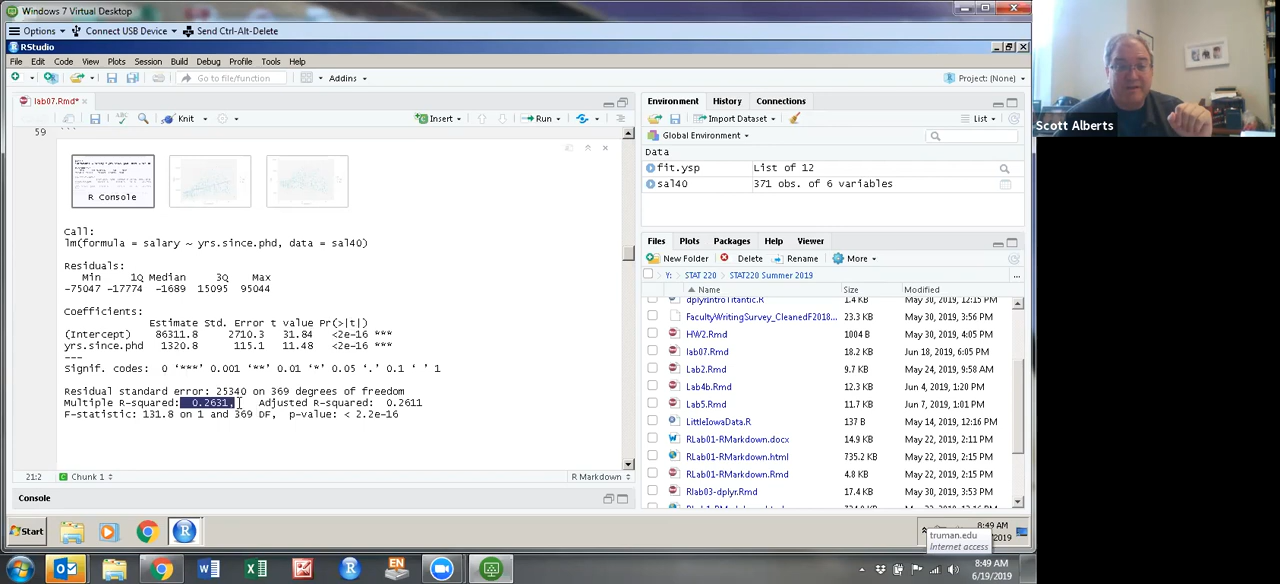 Windows 7 Virtual Desktop
Options Connect USB Device Send Ctrl-Alt-Delete
RStudio
File Edit Code View Plots Session Build Debug Profile Tools Help
Go to file/function Addins Project: (None)
lab07.Rmd*
Knit Insert Run
59 ```
R Console
Call:
lm(formula = salary ~ yrs.since.phd, data = sal40)
Residuals:
Min 1Q Median 3Q Max
-75047 -17774 -1689 15095 95044
Coefficients:
Estimate Std. Error t value Pr(>|t|)
(Intercept) 86311.8 2710.3 31.84 <2e-16 ***
yrs.since.phd 1320.8 115.1 11.48 <2e-16 ***
---
Signif. codes: 0 ‘***’ 0.001 ‘**’ 0.01 ‘*’ 0.05 ‘.’ 0.1 ‘ ’ 1
Residual standard error: 25340 on 369 degrees of freedom
Multiple R-squared: 0.2631, Adjusted R-squared: 0.2611
F-statistic: 131.8 on 1 and 369 DF, p-value: < 2.2e-16
21:2 Chunk 1 R Markdown
Console
Environment History Connections
Import Dataset List
Global Environment
Data
fit.ysp List of 12
sal40 371 obs. of 6 variables
Files Plots Packages Help Viewer
New Folder Delete Rename More
Y: STAT 220 STAT220 Summer 2019 ...
Name Size Modified
dplyrIntroTitantic.R 1.4 KB May 30, 2019, 12:15 PM
FacultyWritingSurvey_CleanedF2018... 23.3 KB May 30, 2019, 3:56 PM
HW2.Rmd 1004 B May 30, 2019, 4:05 PM
lab07.Rmd 18.2 KB Jun 18, 2019, 6:05 PM
Lab2.Rmd 9.7 KB May 24, 2019, 9:12 AM
Lab4b.Rmd 12.3 KB Jun 4, 2019, 1:20 PM
Lab5.Rmd 11.7 KB Jun 7, 2019, 1:01 PM
LittleIowaData.R 137 B May 14, 2019, 12:16 PM
RLab01-RMarkdown.docx 14.9 KB May 22, 2019, 2:11 PM
RLab01-RMarkdown.html 735.2 KB May 22, 2019, 2:15 PM
RLab01-RMarkdown.Rmd 4.8 KB May 22, 2019, 2:15 PM
Rlab03-dplyr.Rmd 17.4 KB May 30, 2019, 3:53 PM
Scott Alberts
Start
8:49 AM
truman.edu
Internet access
EN
8:49 AM
6/19/2019